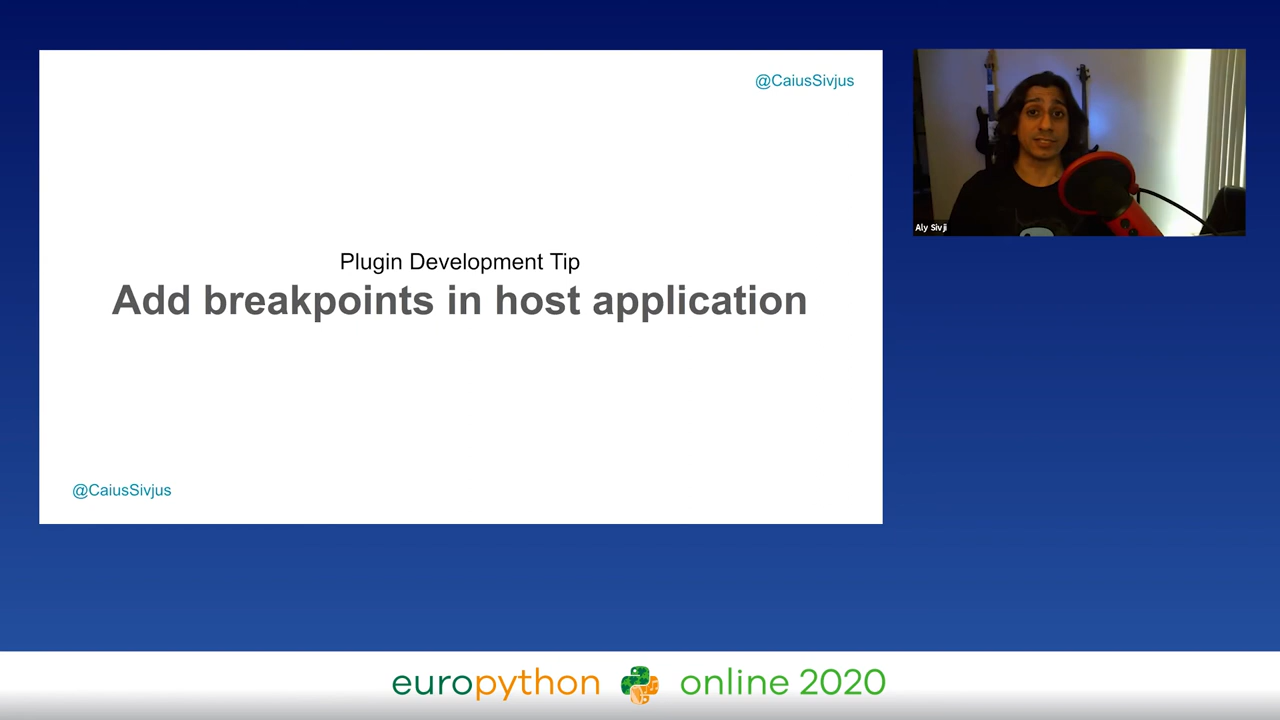 @CaiusSivjus
Plugin Development Tip
Add breakpoints in host application
@CaiusSivjus
Aly Sivji
europython online 2020